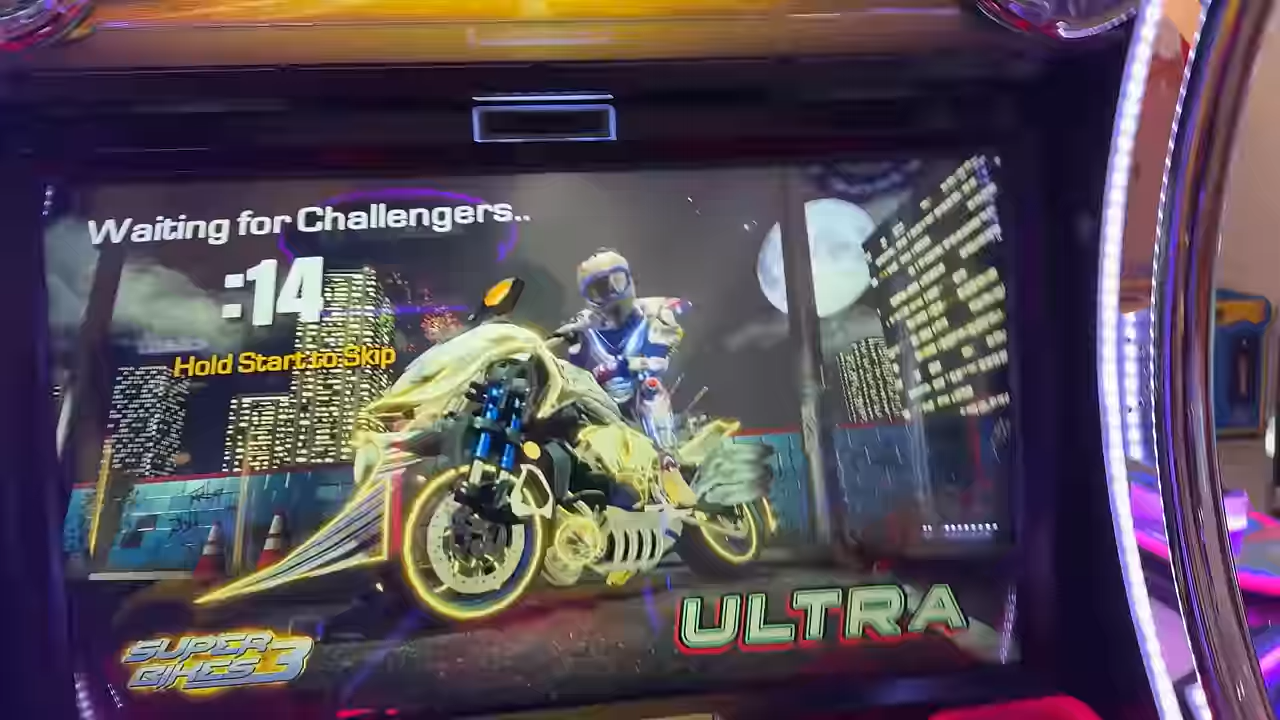 Waiting for Challengers..
:14
Hold Start to Skip
SUPER
BIKES 3
ULTRA